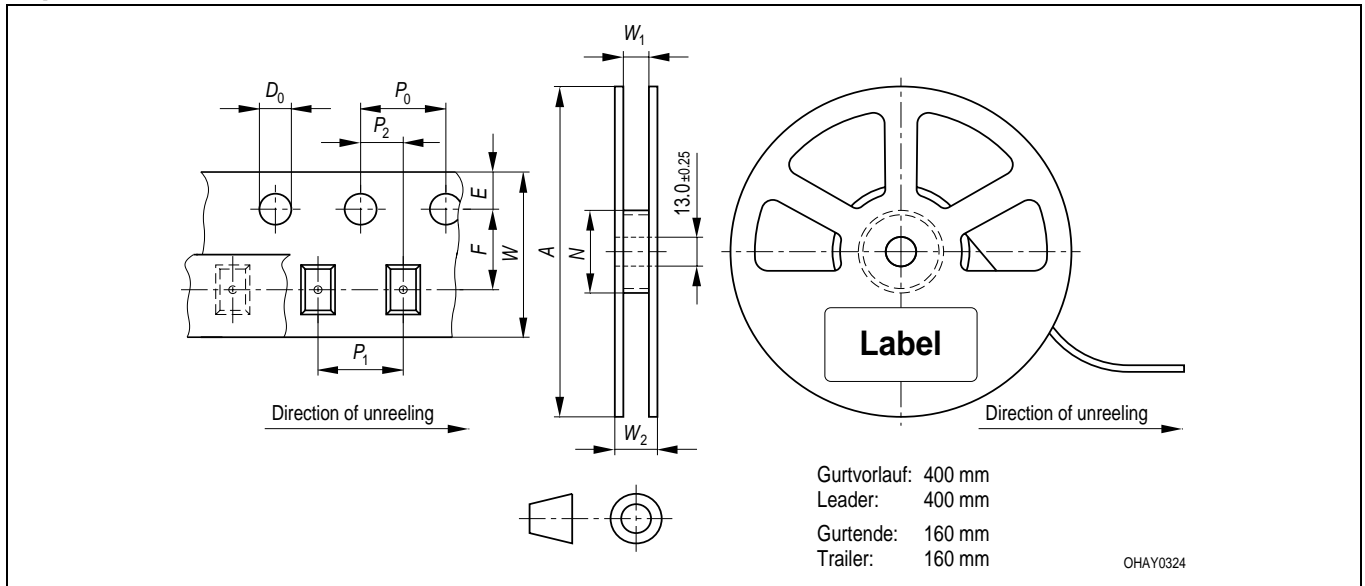 W1
D0
P0
P2
E
F
W
A
N
13.0±0.25
P1
W2
Label
Direction of unreeling
Direction of unreeling
Gurtvorlauf: 400 mm
Leader: 400 mm
Gurtende: 160 mm
Trailer: 160 mm
OHAY0324